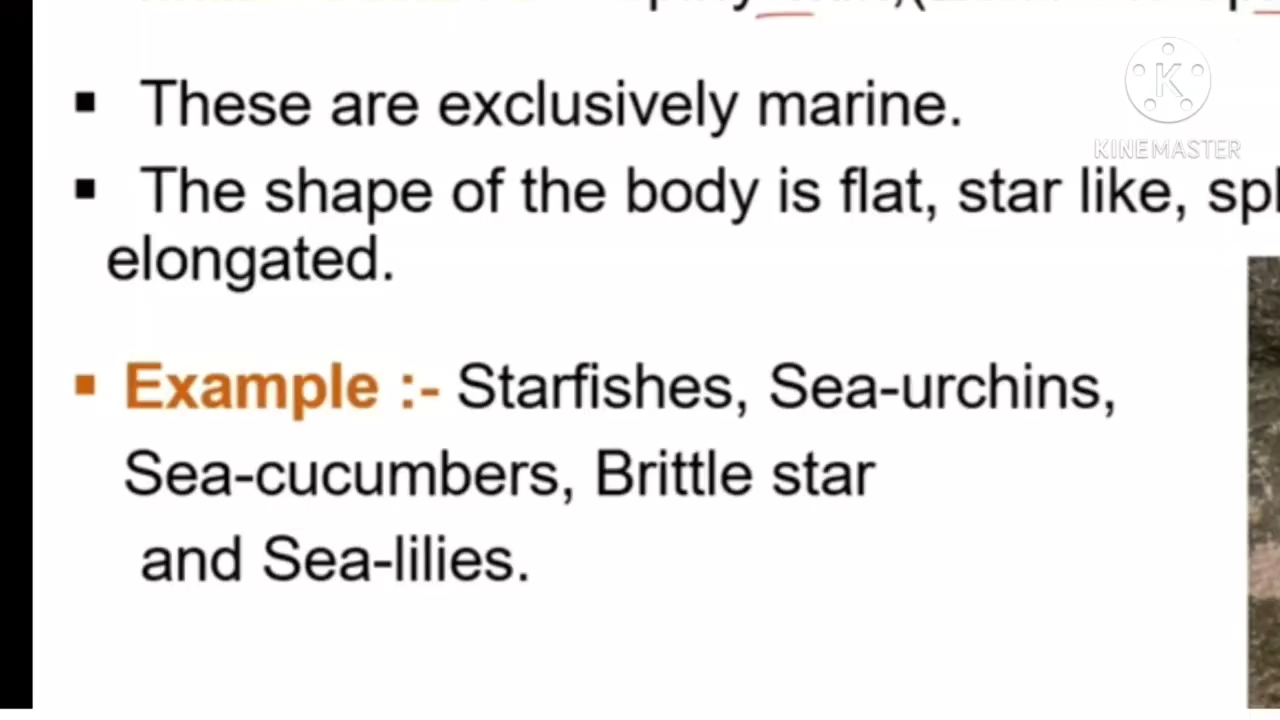 These are exclusively marine.
KINEMASTER
The shape of the body is flat, star like,
elongated.
Example :- Starfishes, Sea-urchins,
Sea-cucumbers, Brittle star
and Sea-lilies.